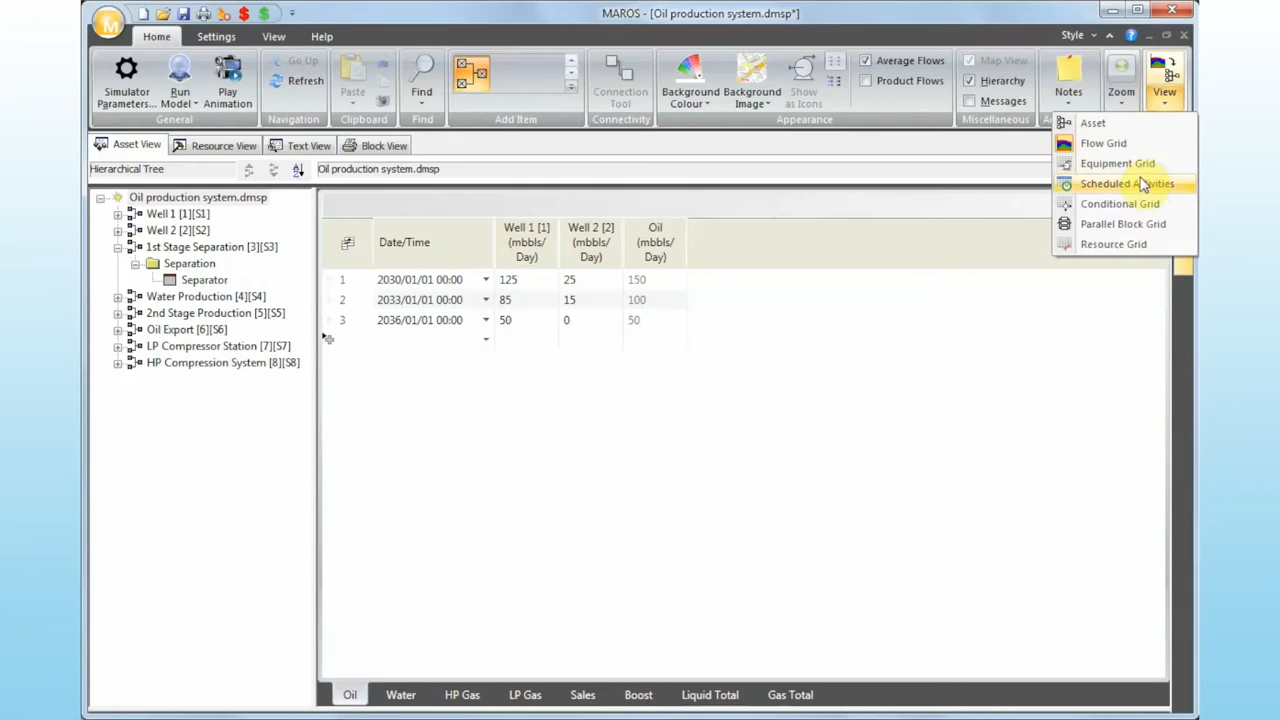 MAROS - [Oil production system.dmsp*]
Home Settings View Help Style
Simulator Parameters...
Run Model
Play Animation
General
Go Up
Refresh
Navigation
Paste
Clipboard
Find
Find
Add Item
Connection Tool
Connectivity
Background Colour
Background Image
Show as Icons
Average Flows
Product Flows
Appearance
Map View
Hierarchy
Messages
Miscellaneous
Notes
Zoom
View
Asset
Flow Grid
Equipment Grid
Scheduled Activities
Conditional Grid
Parallel Block Grid
Resource Grid
Asset View Resource View Text View Block View
Hierarchical Tree
Oil production system.dmsp
Oil production system.dmsp
Well 1 [1][S1]
Well 2 [2][S2]
1st Stage Separation [3][S3]
Separation
Separator
Water Production [4][S4]
2nd Stage Production [5][S5]
Oil Export [6][S6]
LP Compressor Station [7][S7]
HP Compression System [8][S8]
Date/Time Well 1 [1] (mbbls/ Day) Well 2 [2] (mbbls/ Day) Oil (mbbls/ Day)
1 2030/01/01 00:00 125 25 150
2 2033/01/01 00:00 85 15 100
3 2036/01/01 00:00 50 0 50
Oil Water HP Gas LP Gas Sales Boost Liquid Total Gas Total